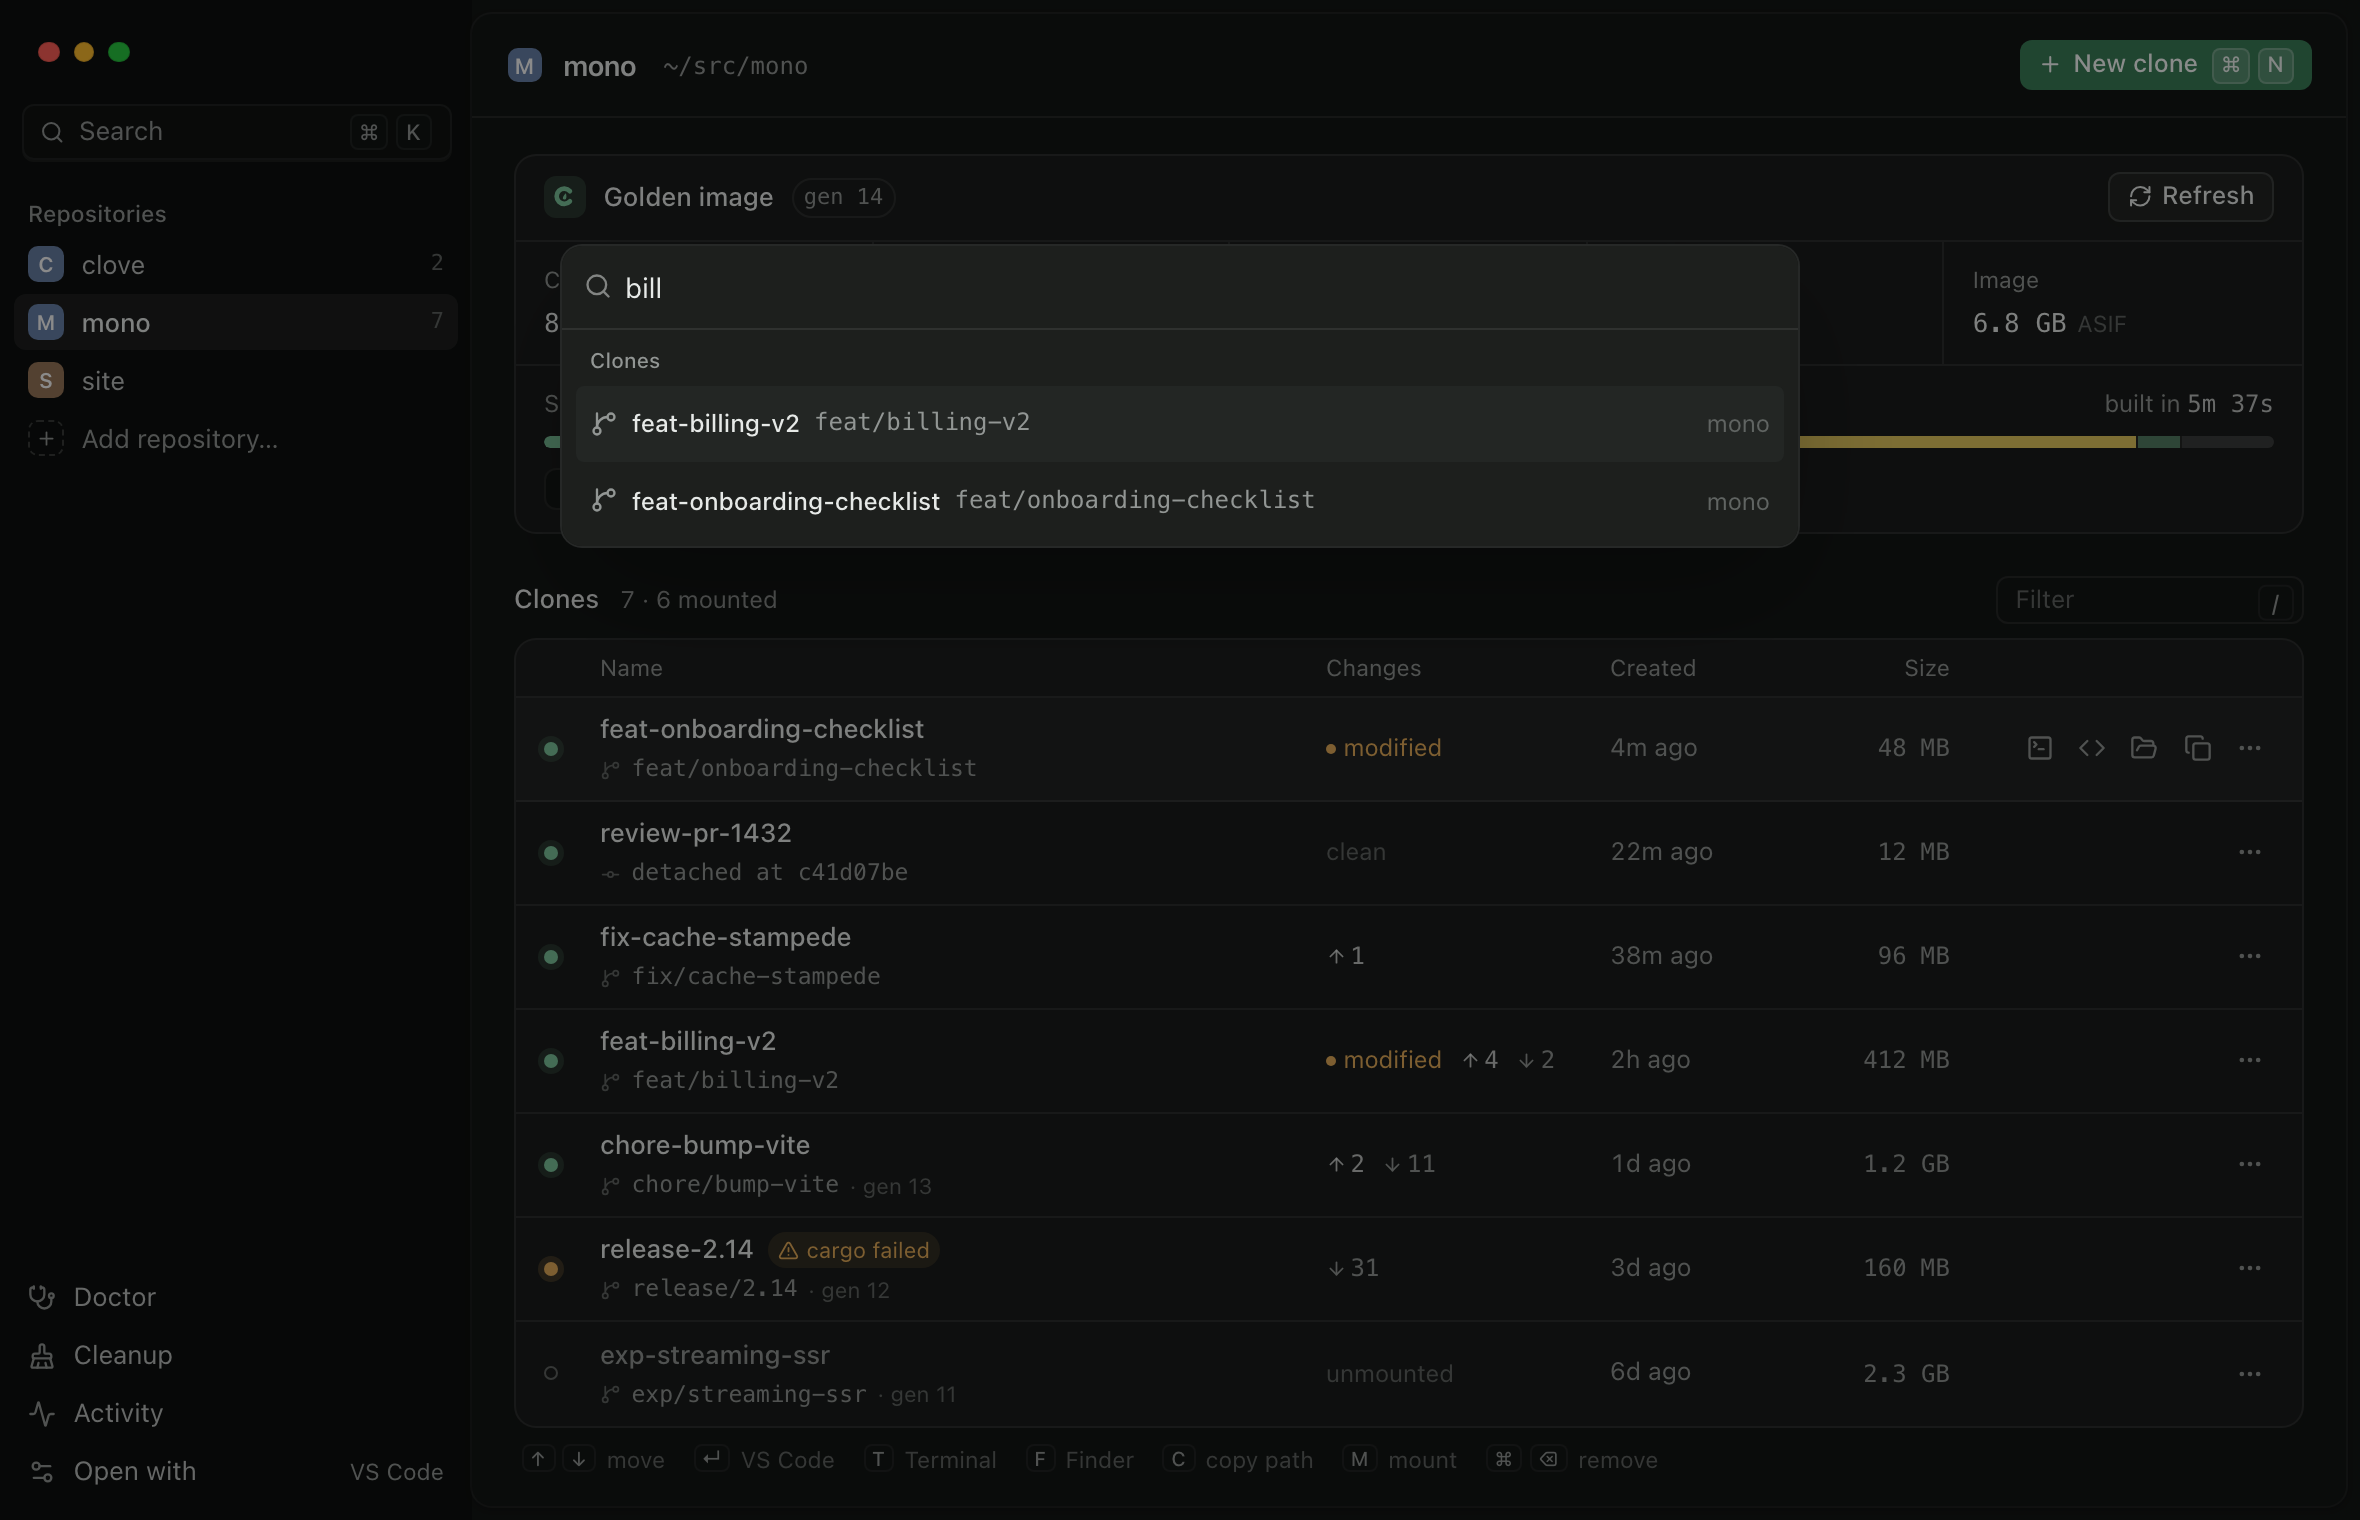 M mono ~/src/mono
+ New clone ⌘ N
Search ⌘ K
Repositories
C clove 2
M mono 7
S site
+ Add repository...
Doctor
Cleanup
Activity
Open with VS Code
Golden image gen 14
Refresh
bill
Clones
feat-billing-v2 feat/billing-v2 mono
feat-onboarding-checklist feat/onboarding-checklist mono
Image
6.8 GB ASIF
built in 5m 37s
Clones 7 · 6 mounted
Filter /
Name Changes Created Size
feat-onboarding-checklist
feat/onboarding-checklist
modified 4m ago 48 MB
review-pr-1432
detached at c41d07be
clean 22m ago 12 MB
fix-cache-stampede
fix/cache-stampede
↑ 1 38m ago 96 MB
feat-billing-v2
feat/billing-v2
modified ↑ 4 ↓ 2 2h ago 412 MB
chore-bump-vite
chore/bump-vite · gen 13
↑ 2 ↓ 11 1d ago 1.2 GB
release-2.14 cargo failed
release/2.14 · gen 12
↓ 31 3d ago 160 MB
exp-streaming-ssr
exp/streaming-ssr · gen 11
unmounted 6d ago 2.3 GB
↑ ↓ move ↵ VS Code T Terminal F Finder C copy path M mount ⌘ ⌫ remove